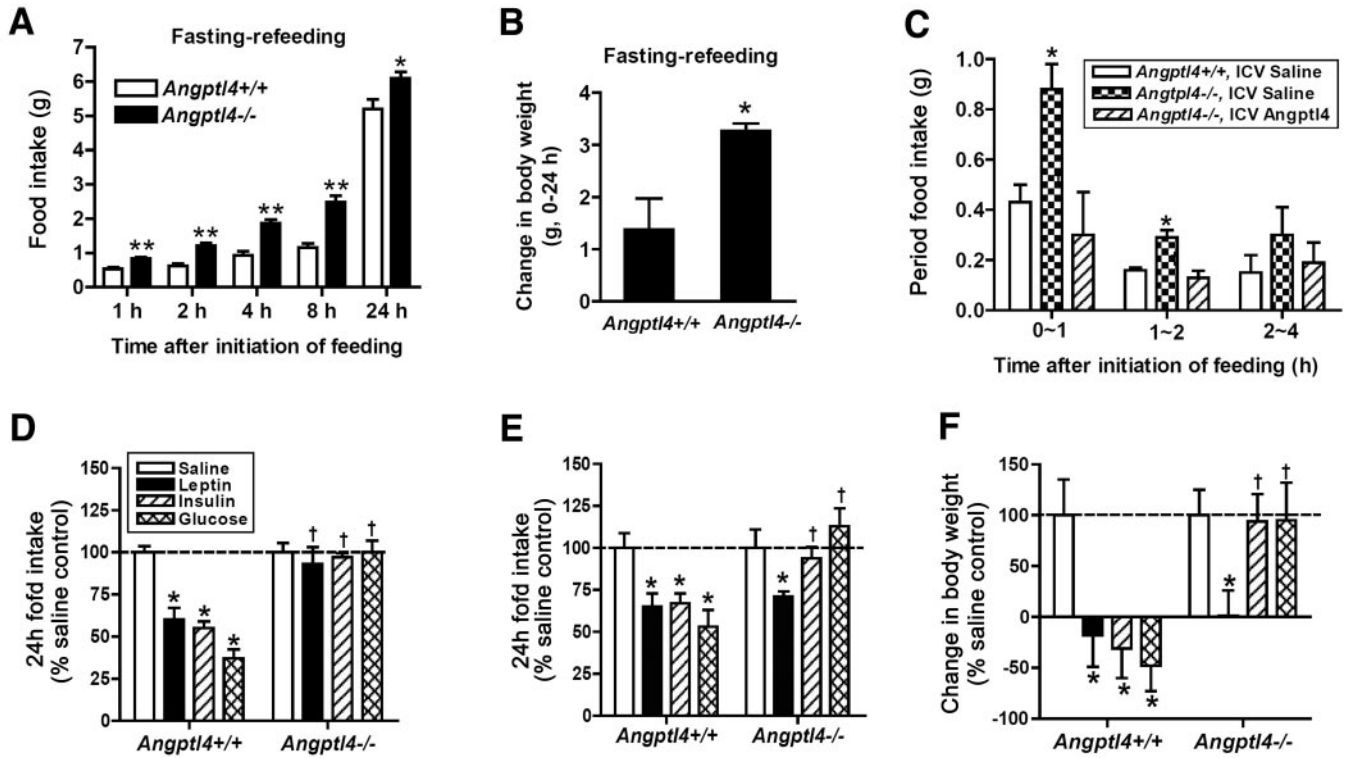 A
Fasting-refeeding
Food intake (g)
7
6
5
4
3
2
1
0
Angptl4+/+
Angptl4-/-
**
**
**
**
*
1 h
2 h
4 h
8 h
24 h
Time after initiation of feeding
B
Fasting-refeeding
Change in body weight
(g, 0-24 h)
4
3
2
1
0
*
Angptl4+/+
Angptl4-/-
C
Period food intake (g)
1.0
0.8
0.6
0.4
0.2
0.0
*
*
Angptl4+/+, ICV Saline
Angtpl4-/-, ICV Saline
Angptl4-/-, ICV Angptl4
0~1
1~2
2~4
Time after initiation of feeding (h)
D
24h fofd intake
(% saline control)
150
125
100
75
50
25
0
Saline
Leptin
Insulin
Glucose
*
*
*
†
†
†
Angptl4+/+
Angptl4-/-
E
24h fofd intake
(% saline control)
150
125
100
75
50
25
0
*
*
*
*
†
†
Angptl4+/+
Angptl4-/-
F
Change in body weight
(% saline control)
150
100
50
0
-50
-100
*
*
*
*
†
†
Angptl4+/+
Angptl4-/-